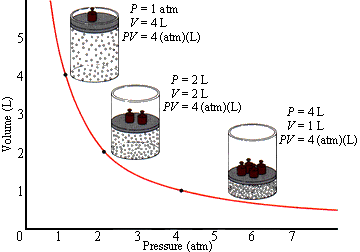 P = 1 atm
V = 4 L
PV = 4 (atm)(L)
P = 2 L
V = 2 L
PV = 4 (atm)(L)
P = 4 L
V = 1 L
PV = 4 (atm)(L)
Volume (L)
5
4
3
2
1
0
1
2
3
4
5
6
7
8
Pressure (atm)